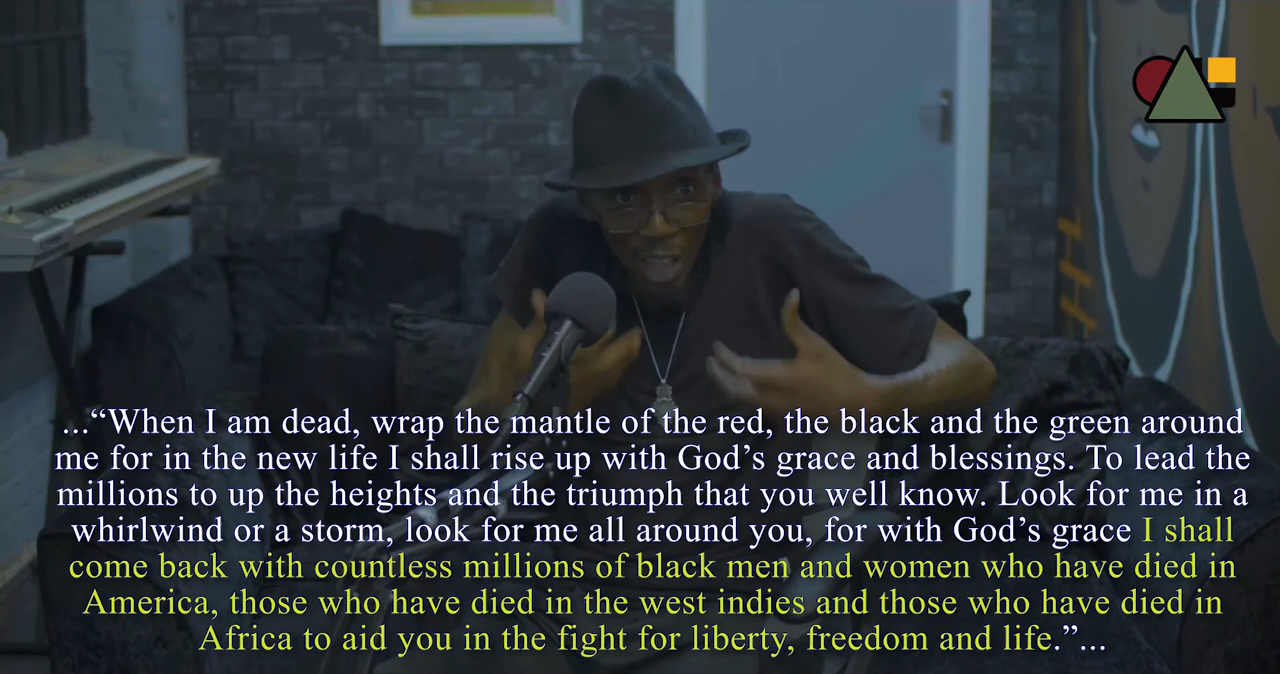 ...“When I am dead, wrap the mantle of the red, the black and the green around
me for in the new life I shall rise up with God’s grace and blessings. To lead the
millions to up the heights and the triumph that you well know. Look for me in a
whirlwind or a storm, look for me all around you, for with God’s grace I shall
come back with countless millions of black men and women who have died in
America, those who have died in the west indies and those who have died in
Africa to aid you in the fight for liberty, freedom and life.”...